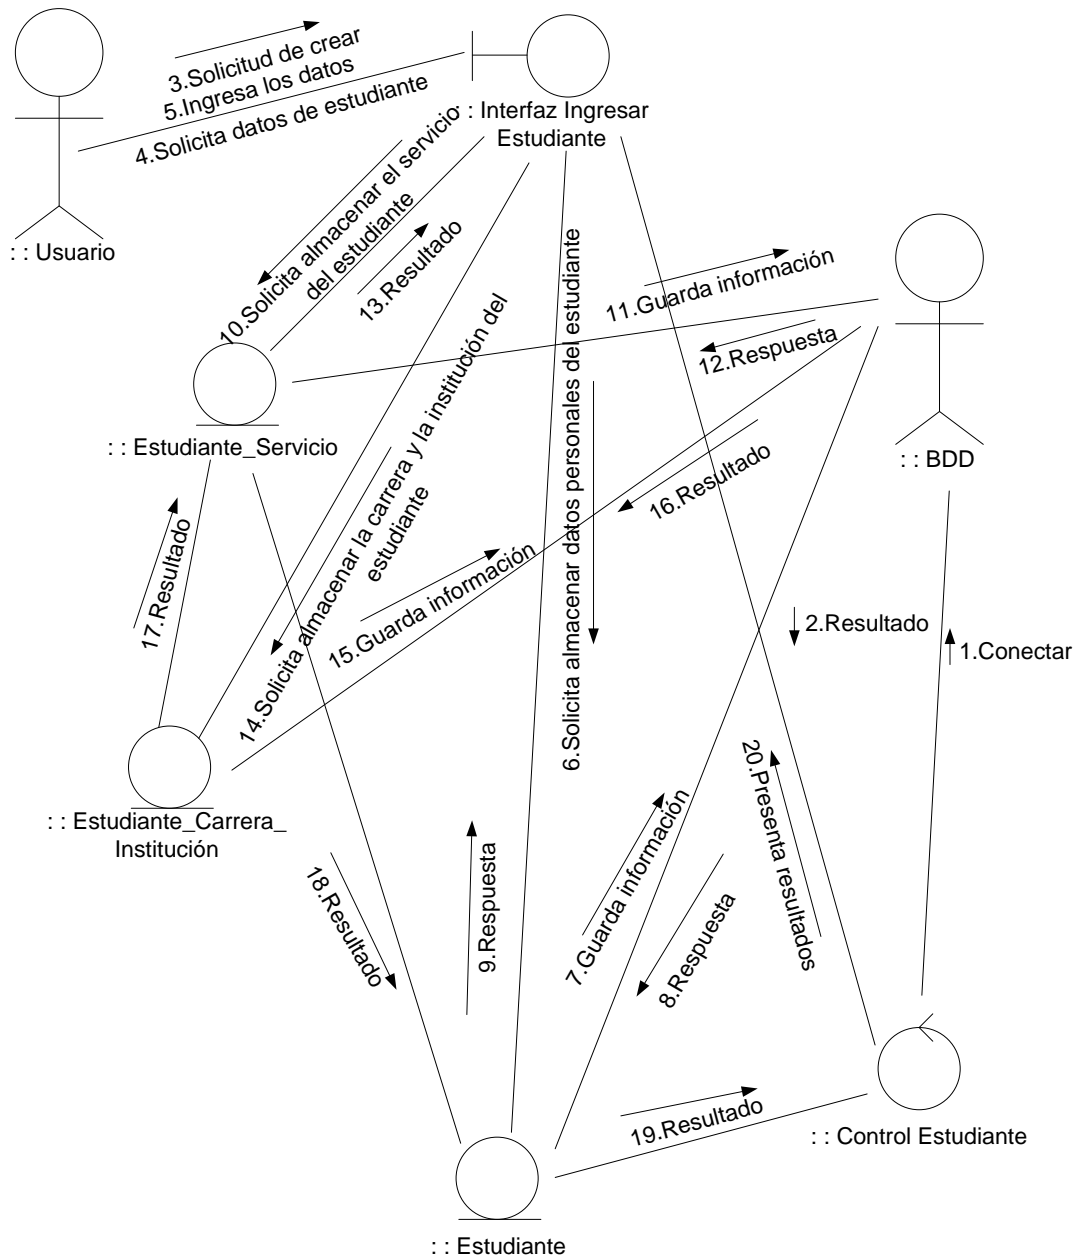 3.Solicitud de crear
5.Ingresa los datos
4.Solicita datos de estudiante
: : Interfaz Ingresar
Estudiante
: : Usuario
10.Solicita almacenar el servicio
del estudiante
13.Resultado
11.Guarda información
12.Respuesta
: : BDD
: : Estudiante_Servicio
14.Solicita almacenar la carrera y la institución del
estudiante
6.Solicita almacenar datos personales del estudiante
16.Resultado
15.Guarda información
17.Resultado
2.Resultado
1.Conectar
: : Estudiante_Carrera_
Institución
18.Resultado
9.Respuesta
7.Guarda información
8.Respuesta
20.Presenta resultados
19.Resultado
: : Control Estudiante
: : Estudiante